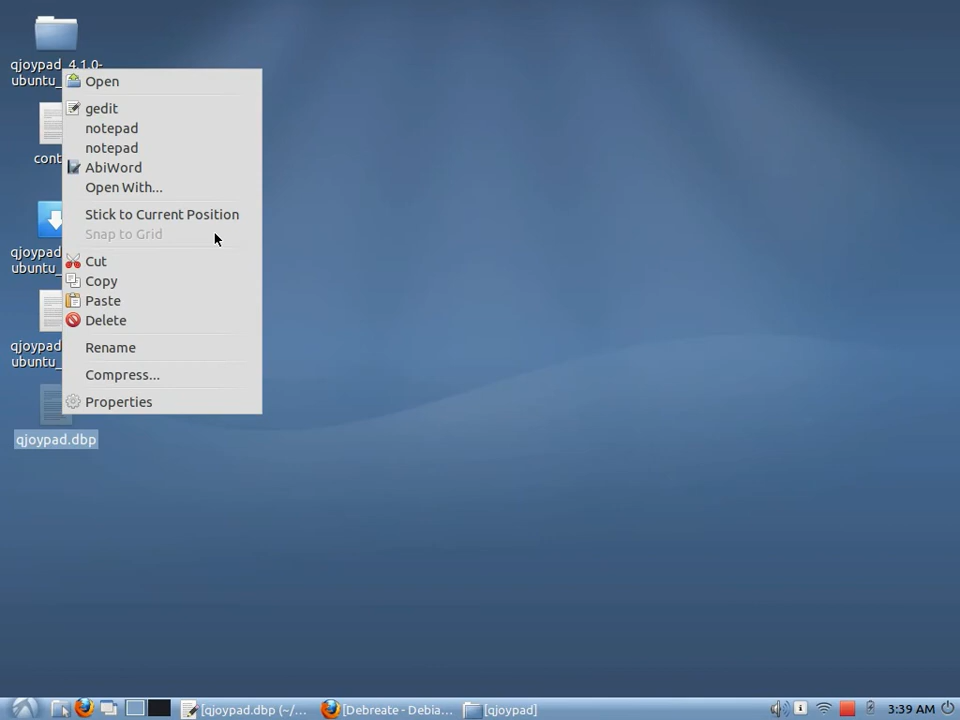 qjoypad_4.1.0-
ubuntu_
Open
gedit
notepad
notepad
cont
AbiWord
Open With...
Stick to Current Position
Snap to Grid
qjoypad
ubuntu_
Cut
Copy
Paste
Delete
qjoypad
ubuntu_
Rename
Compress...
Properties
qjoypad.dbp
[qjoypad.dbp (~/...
[Debreate - Debia...
[qjoypad]
3:39 AM